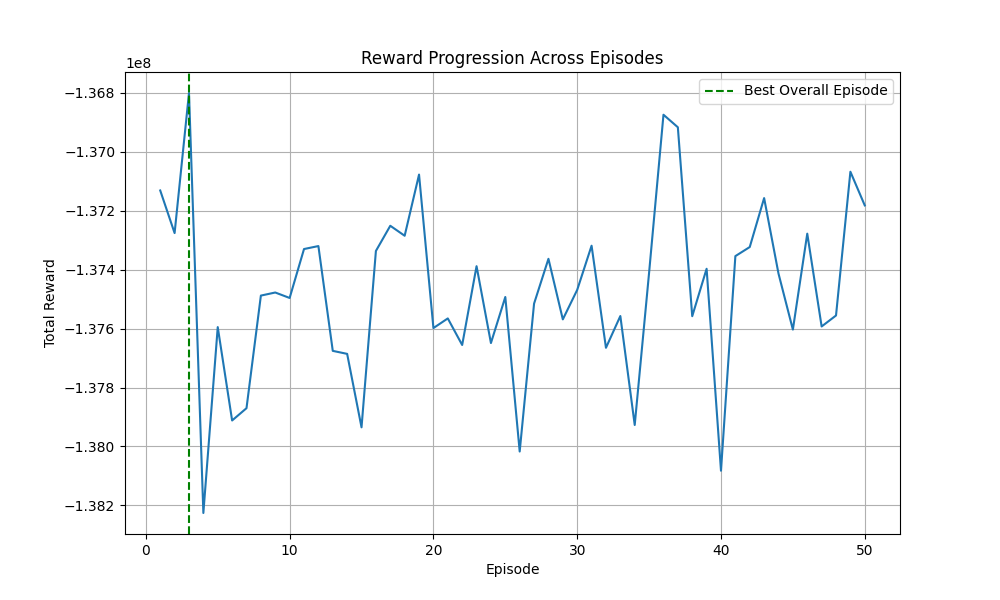 Reward Progression Across Episodes
1e8
Best Overall Episode
−1.368
−1.370
−1.372
−1.374
−1.376
−1.378
−1.380
−1.382
Total Reward
0 10 20 30 40 50
Episode